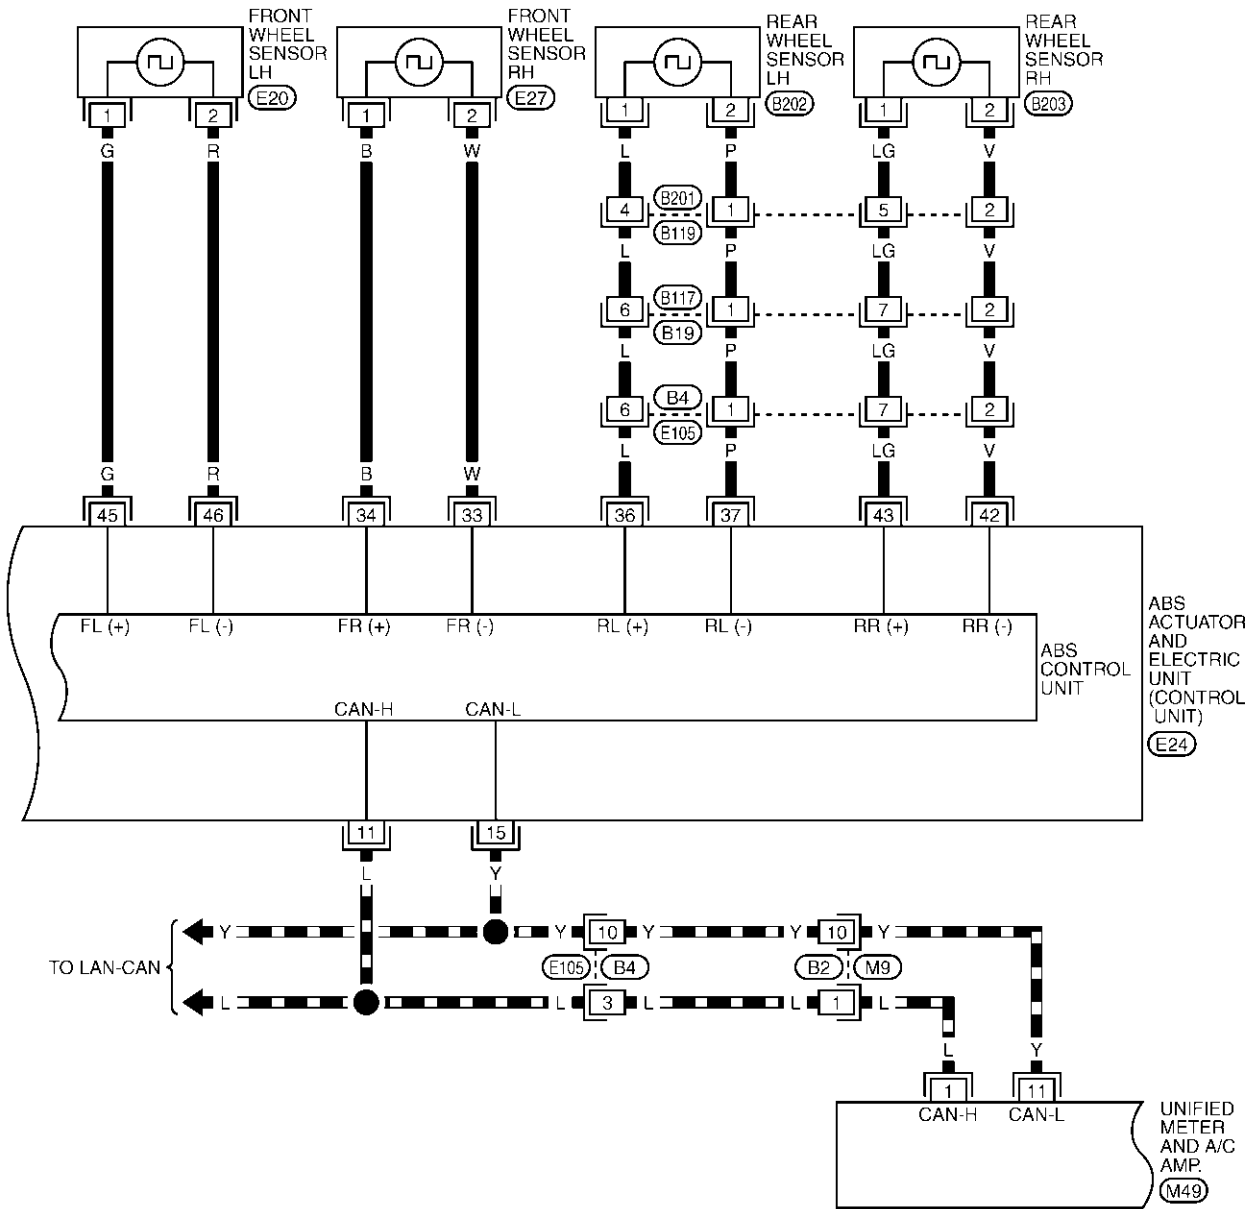 FRONT
WHEEL
SENSOR
LH
E20
FRONT
WHEEL
SENSOR
RH
E27
REAR
WHEEL
SENSOR
LH
B202
REAR
WHEEL
SENSOR
RH
B203
1 2 1 2 1 2 1 2
G R B W L P LG V
B201
4 1 5 2
B119
L P LG V
B117
6 1 7 2
B19
L P LG V
B4
6 1 7 2
E105
L P LG V
G R B W
45 46 34 33 36 37 43 42
FL (+) FL (-) FR (+) FR (-) RL (+) RL (-) RR (+) RR (-)
ABS
CONTROL
UNIT
ABS
ACTUATOR
AND
ELECTRIC
UNIT
(CONTROL
UNIT)
E24
CAN-H CAN-L
11 15
L Y
Y Y 10 Y Y 10 Y
TO LAN-CAN
E105 B4 B2 M9
L L 3 L L 1 L
L Y
1 11
CAN-H CAN-L
UNIFIED
METER
AND A/C
AMP.
M49